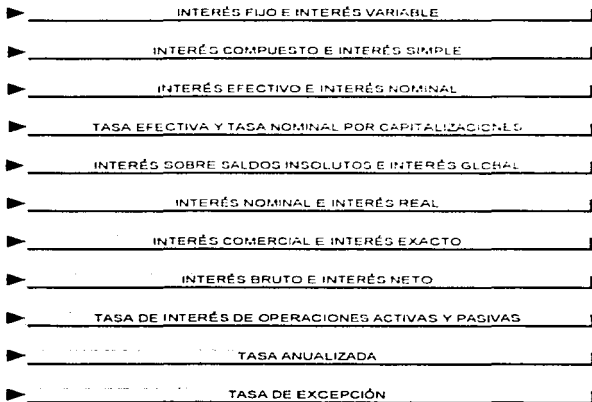 INTERÉS FIJO E INTERÉS VARIABLE
INTERÉS COMPUESTO E INTERÉS SIMPLE
INTERÉS EFECTIVO E INTERÉS NOMINAL
TASA EFECTIVA Y TASA NOMINAL POR CAPITALIZACIONES
INTERÉS SOBRE SALDOS INSOLUTOS E INTERÉS GLOBAL
INTERÉS NOMINAL E INTERÉS REAL
INTERÉS COMERCIAL E INTERÉS EXACTO
INTERÉS BRUTO E INTERÉS NETO
TASA DE INTERÉS DE OPERACIONES ACTIVAS Y PASIVAS
TASA ANUALIZADA
TASA DE EXCEPCIÓN